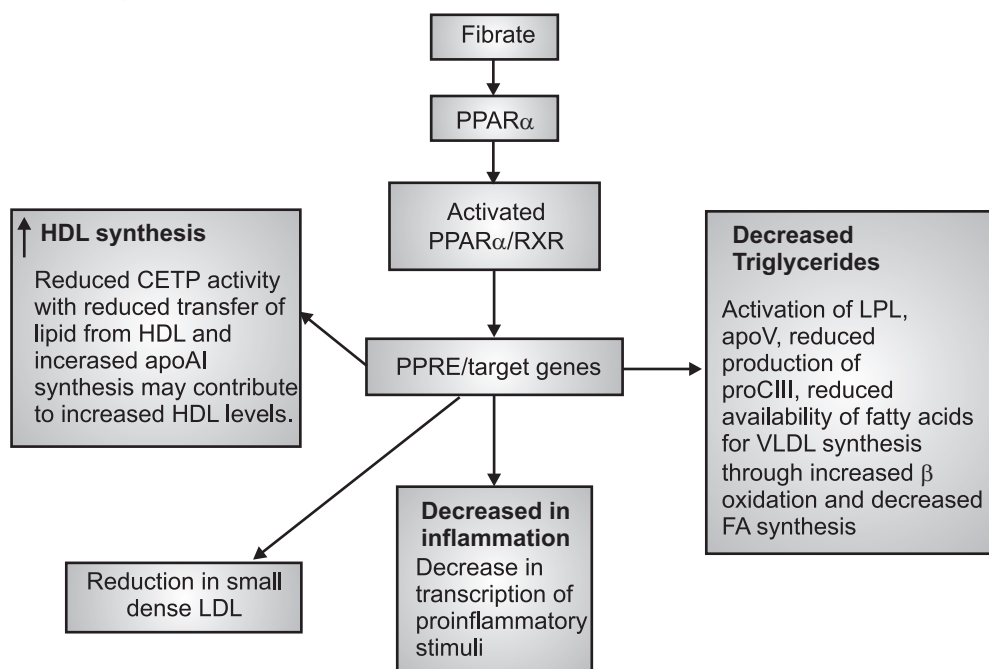 Fibrate
PPARα
Activated
PPARα/RXR
HDL synthesis
Reduced CETP activity
with reduced transfer of
lipid from HDL and
incerased apoAI
synthesis may contribute
to increased HDL levels.
PPRE/target genes
Decreased
Triglycerides
Activation of LPL,
apoV, reduced
production of
proCIII, reduced
availability of fatty acids
for VLDL synthesis
through increased β
oxidation and decreased
FA synthesis
Reduction in small
dense LDL
Decreased in
inflammation
Decrease in
transcription of
proinflammatory
stimuli